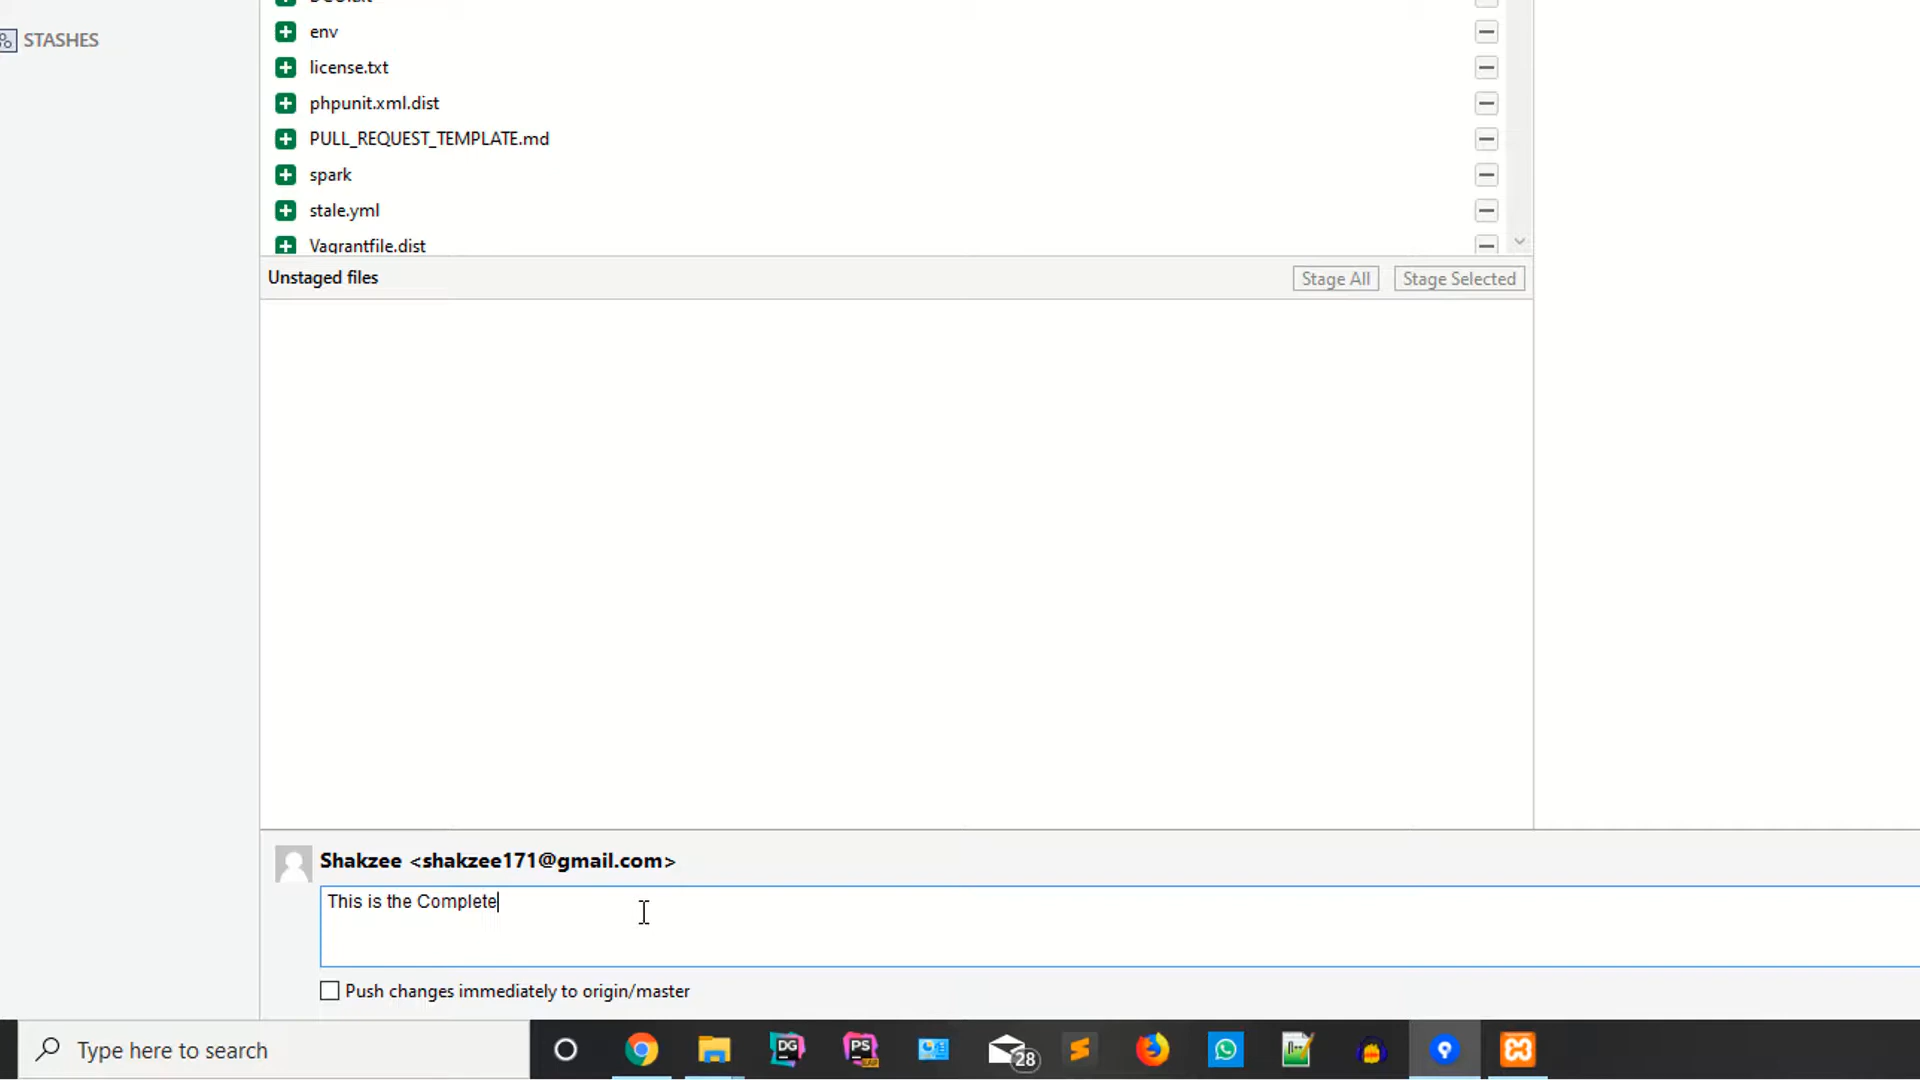 STASHES
env
license.txt
phpunit.xml.dist
PULL_REQUEST_TEMPLATE.md
spark
stale.yml
Vagrantfile.dist
Unstaged files
Stage All
Stage Selected
Shakzee <shakzee171@gmail.com>
This is the Complete
Push changes immediately to origin/master
Type here to search
DG
PS
28